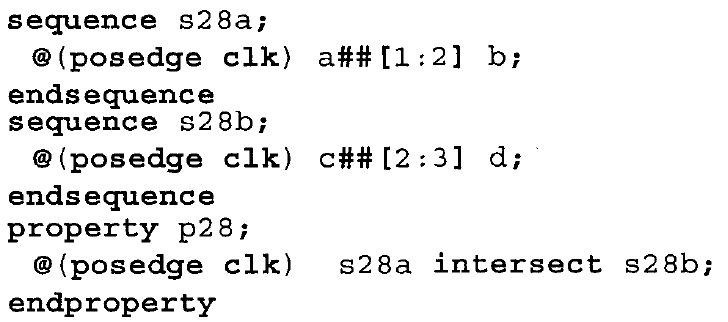 sequence s28a;
@(posedge clk) a##[1:2] b;
endsequence
sequence s28b;
@(posedge clk) c##[2:3] d;
endsequence
property p28;
@(posedge clk) s28a intersect s28b;
endproperty